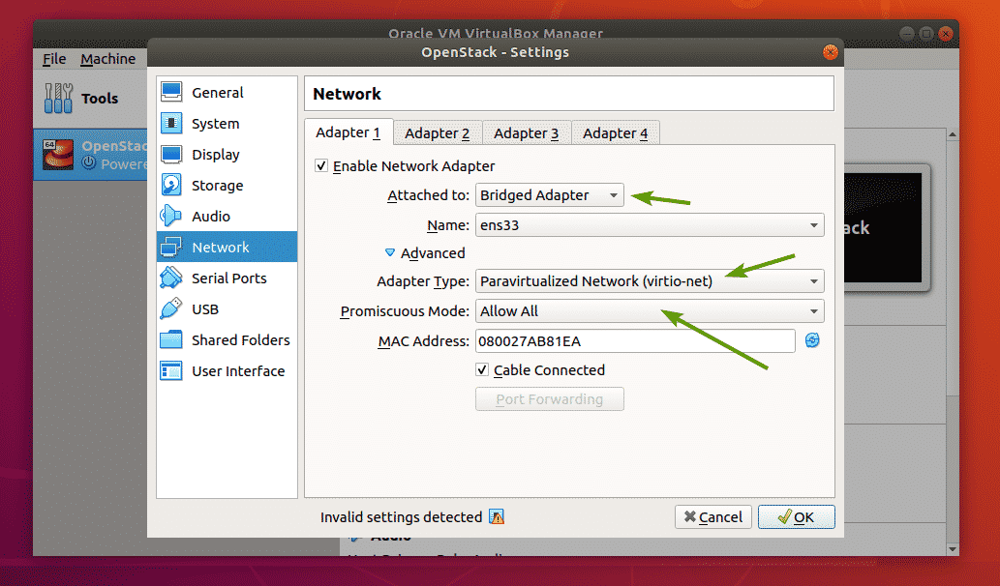 Oracle VM VirtualBox Manager
OpenStack - Settings
File Machine
Tools
64
OpenStac
Powere
General
System
Display
Storage
Audio
Network
Serial Ports
USB
Shared Folders
User Interface
Network
Adapter 1 Adapter 2 Adapter 3 Adapter 4
Enable Network Adapter
Attached to: Bridged Adapter
Name: ens33
Advanced
Adapter Type: Paravirtualized Network (virtio-net)
Promiscuous Mode: Allow All
MAC Address: 080027AB81EA
Cable Connected
Port Forwarding
ack
Invalid settings detected
Cancel OK
Audio